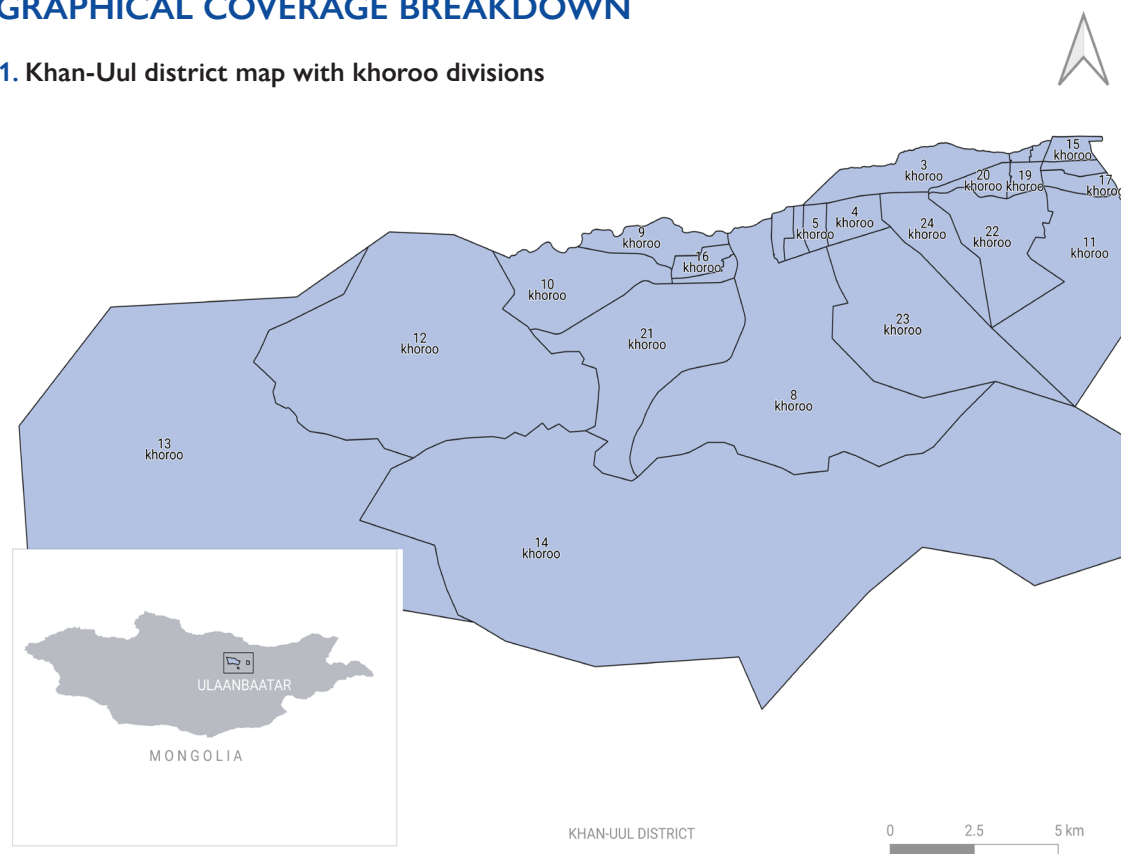 GRAPHICAL COVERAGE BREAKDOWN
1. Khan-Uul district map with khoroo divisions
15
khoroo
3
khoroo
20
khoroo
19
khoroo
17
khoroo
5
khoroo
4
khoroo
24
khoroo
22
khoroo
11
khoroo
9
khoroo
16
khoroo
10
khoroo
12
khoroo
21
khoroo
23
khoroo
8
khoroo
13
khoroo
14
khoroo
ULAANBAATAR
MONGOLIA
KHAN-UUL DISTRICT
0 2.5 5 km